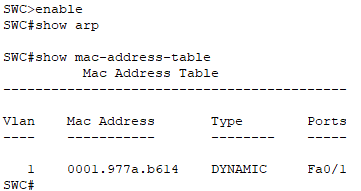 SWC>enable
SWC#show arp
SWC#show mac-address-table
Mac Address Table
-------------------------------------------
Vlan    Mac Address       Type        Ports
----    -----------       --------    -----
1    0001.977a.b614    DYNAMIC     Fa0/1
SWC#